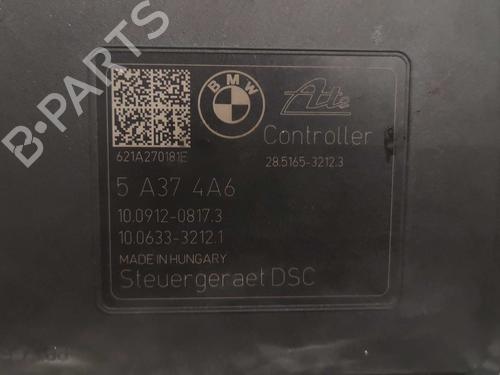 B-PARTS
BMW
Ate
Controller
621A270181E
28.5165-3212.3
5 A37 4A6
10.0912-0817.3
10.0633-3212.1
MADE IN HUNGARY
Steuergeraet DSC